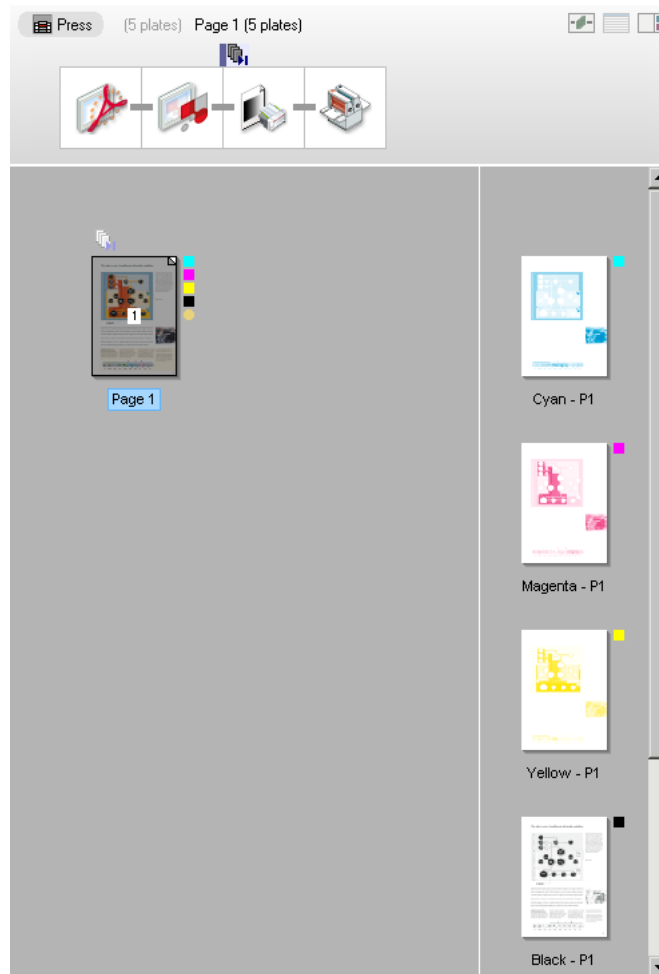 Press (5 plates) Page 1 (5 plates)
1
Page 1
Cyan - P1
Magenta - P1
Yellow - P1
Black - P1